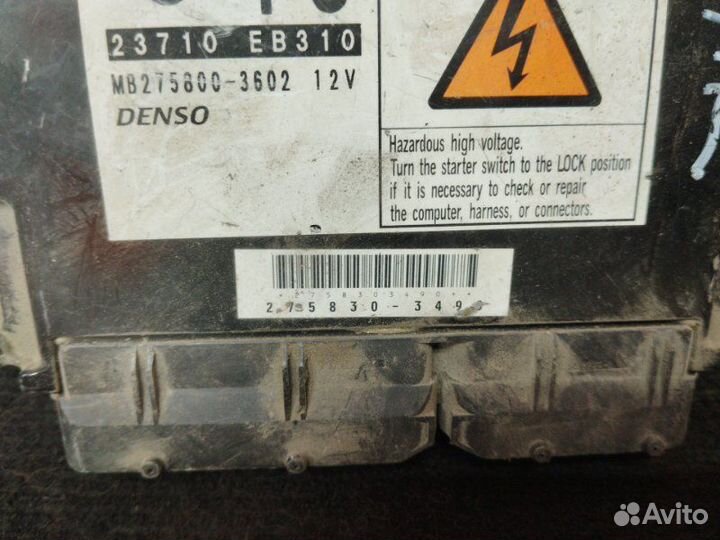 23710 EB310
MB275800-3602 12V
DENSO
Hazardous high voltage.
Turn the starter switch to the LOCK position
if it is necessary to check or repair
the computer, harness, or connectors.
Avito